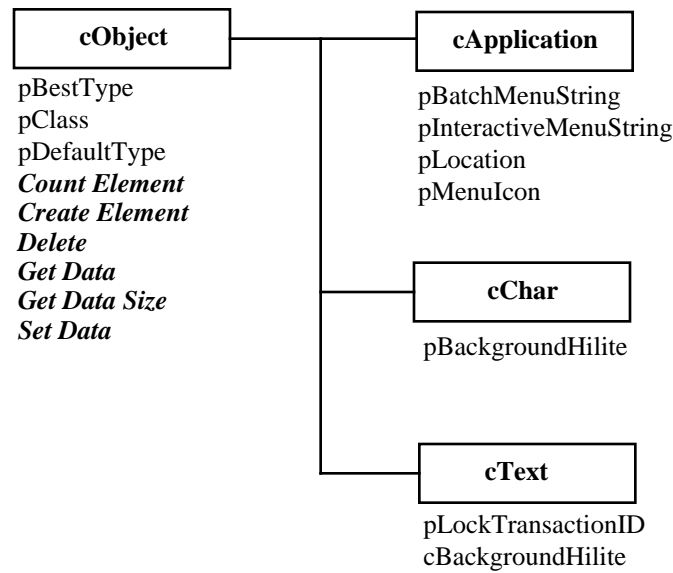 cObject
pBestType
pClass
pDefaultType
Count Element
Create Element
Delete
Get Data
Get Data Size
Set Data
cApplication
pBatchMenuString
pInteractiveMenuString
pLocation
pMenuIcon
cChar
pBackgroundHilite
cText
pLockTransactionID
cBackgroundHilite